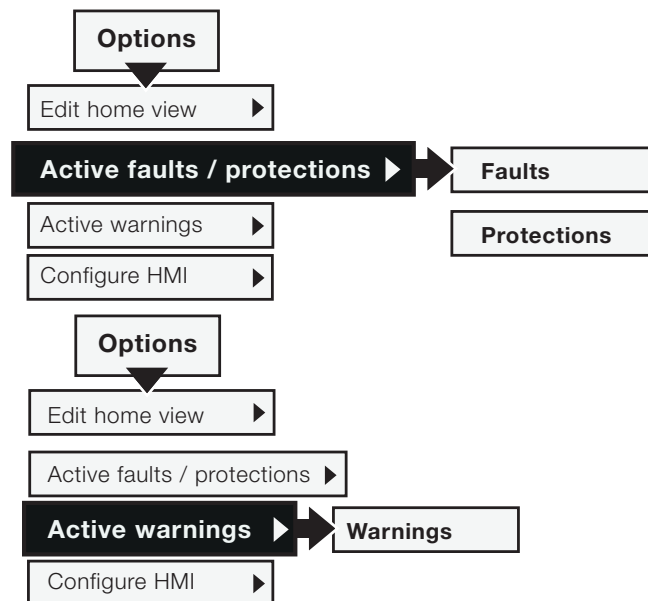 Options
Edit home view
Active faults / protections
Faults
Active warnings
Protections
Configure HMI
Options
Edit home view
Active faults / protections
Active warnings
Warnings
Configure HMI